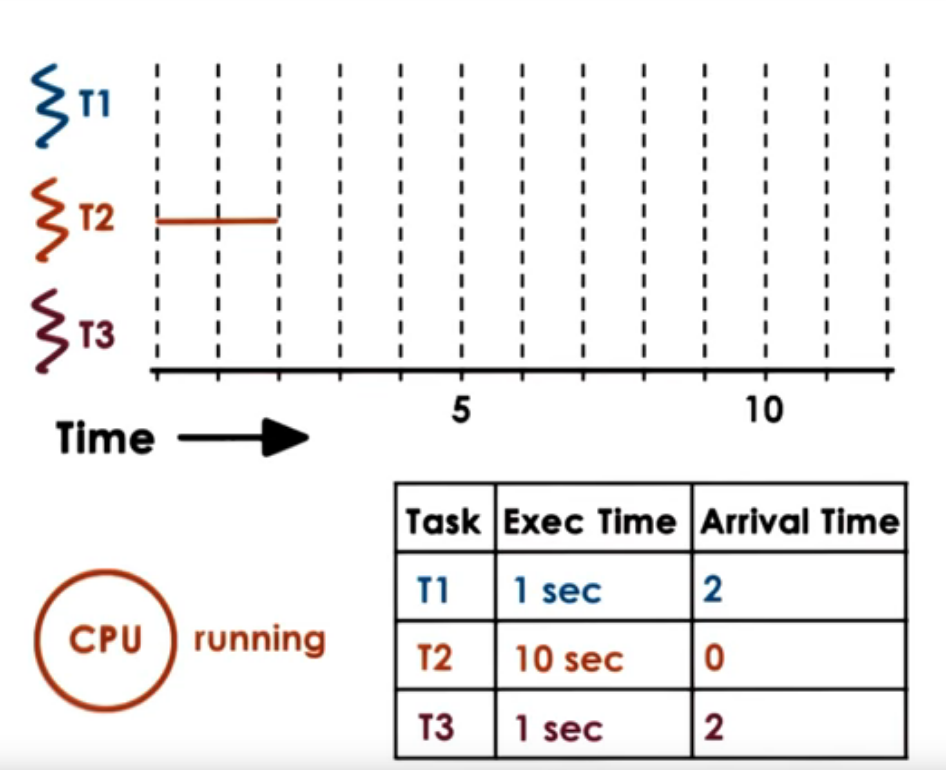 T1
T2
T3
5 10
Time
Task Exec Time Arrival Time
T1 1 sec 2
T2 10 sec 0
T3 1 sec 2
CPU running